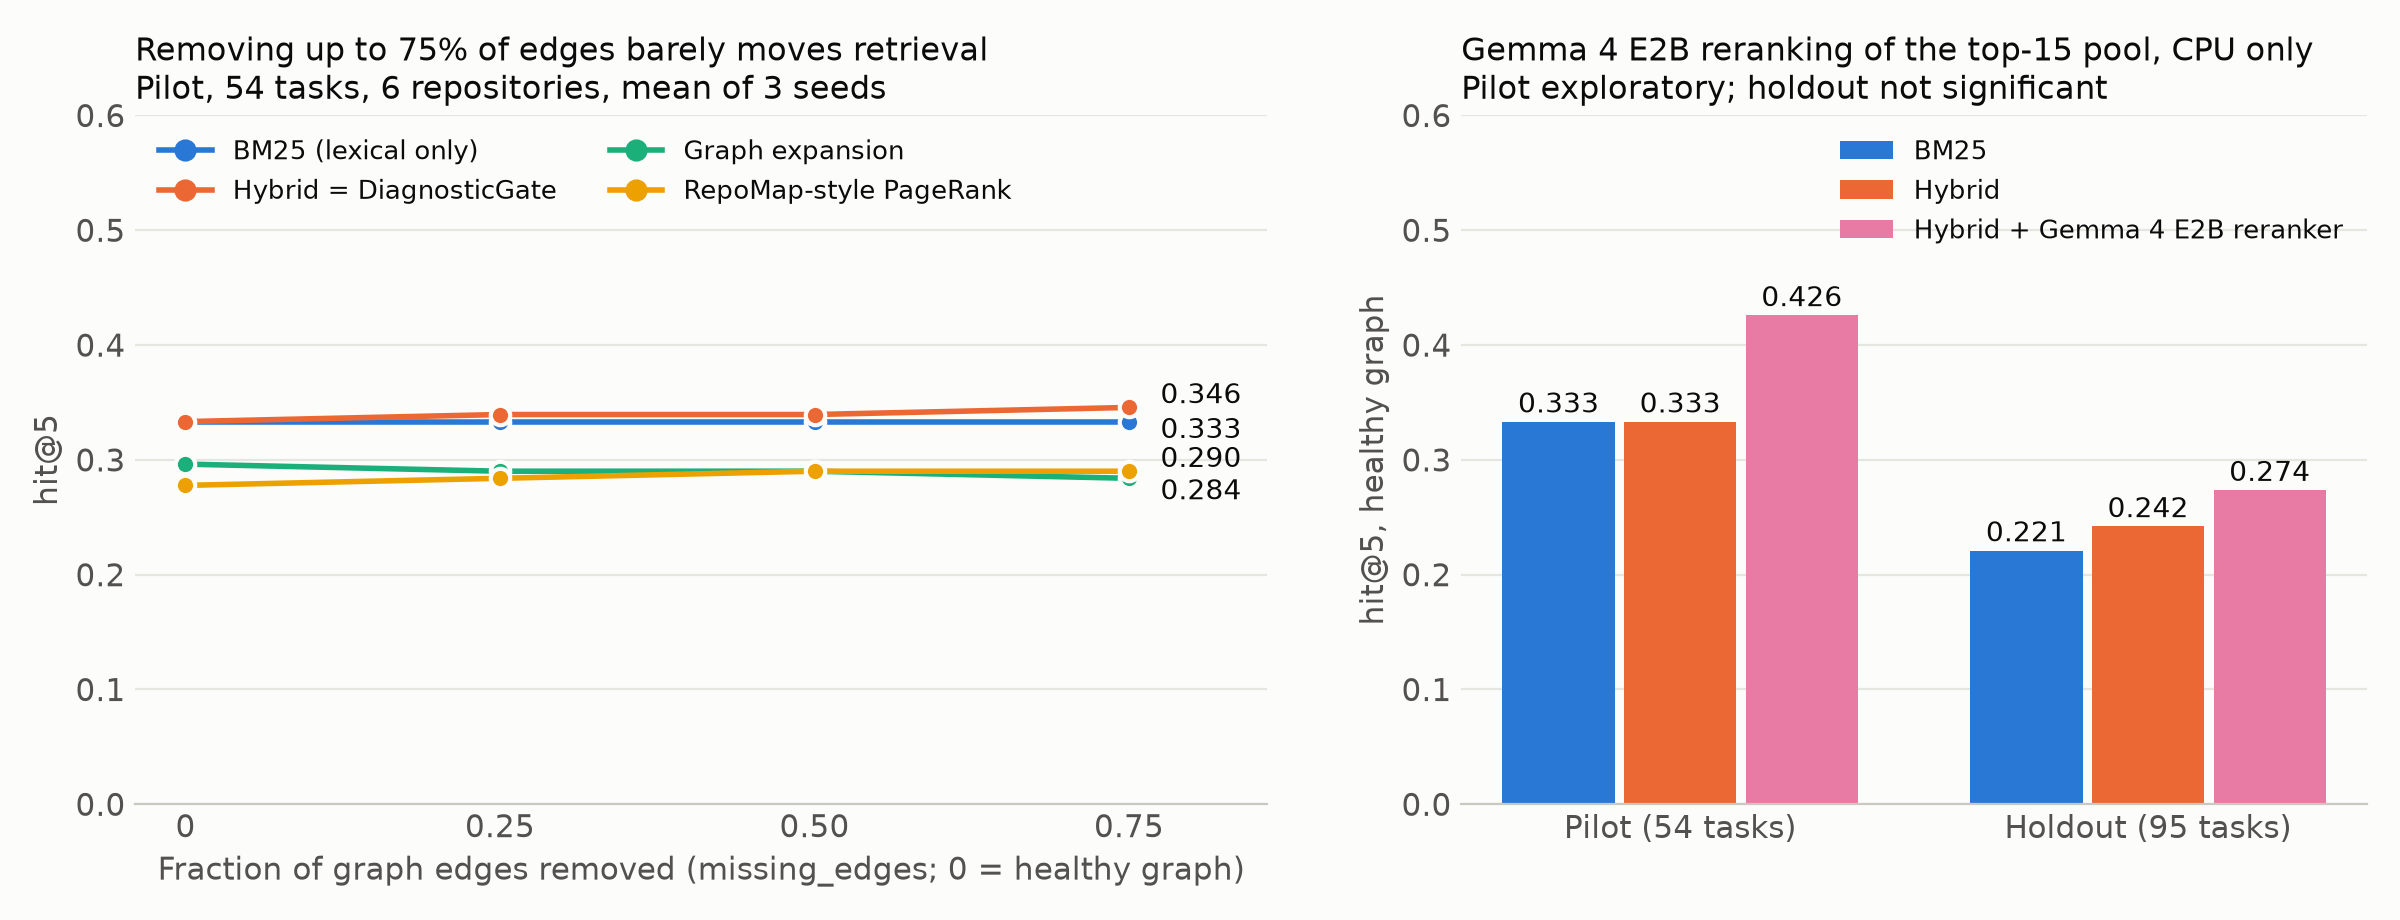 Removing up to 75% of edges barely moves retrieval
Pilot, 54 tasks, 6 repositories, mean of 3 seeds
BM25 (lexical only)
Hybrid = DiagnosticGate
Graph expansion
RepoMap-style PageRank
hit@5
0.6
0.5
0.4
0.3
0.2
0.1
0.0
0.346
0.333
0.290
0.284
0
0.25
0.50
0.75
Fraction of graph edges removed (missing_edges; 0 = healthy graph)
Gemma 4 E2B reranking of the top-15 pool, CPU only
Pilot exploratory; holdout not significant
BM25
Hybrid
Hybrid + Gemma 4 E2B reranker
hit@5, healthy graph
0.6
0.5
0.4
0.3
0.2
0.1
0.0
0.333
0.333
0.426
0.221
0.242
0.274
Pilot (54 tasks)
Holdout (95 tasks)